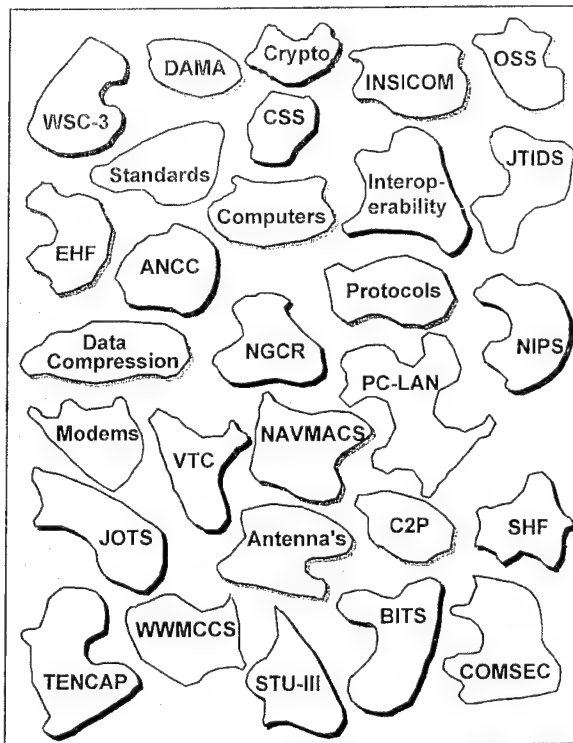 WSC-3
DAMA
Crypto
INSICOM
OSS
CSS
Standards
Computers
Interop-
erability
JTIDS
EHF
ANCC
Protocols
NIPS
Data
Compression
NGCR
PC-LAN
Modems
VTC
NAVMACS
JOTS
Antenna's
C2P
SHF
TENCAP
WWMCCS
STU-III
BITS
COMSEC